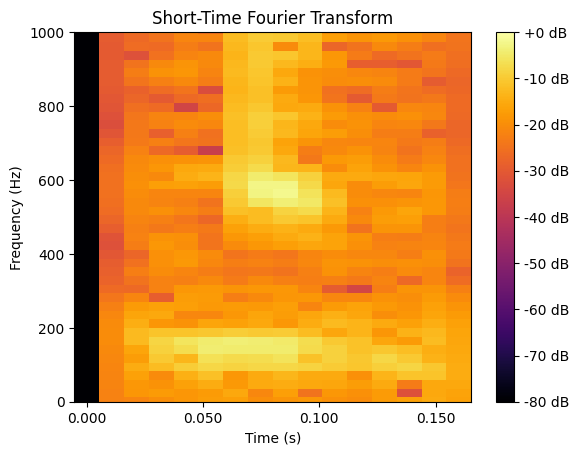 Short-Time Fourier Transform
Frequency (Hz)
1000
800
600
400
200
0
0.000
0.050
0.100
0.150
Time (s)
+0 dB
-10 dB
-20 dB
-30 dB
-40 dB
-50 dB
-60 dB
-70 dB
-80 dB